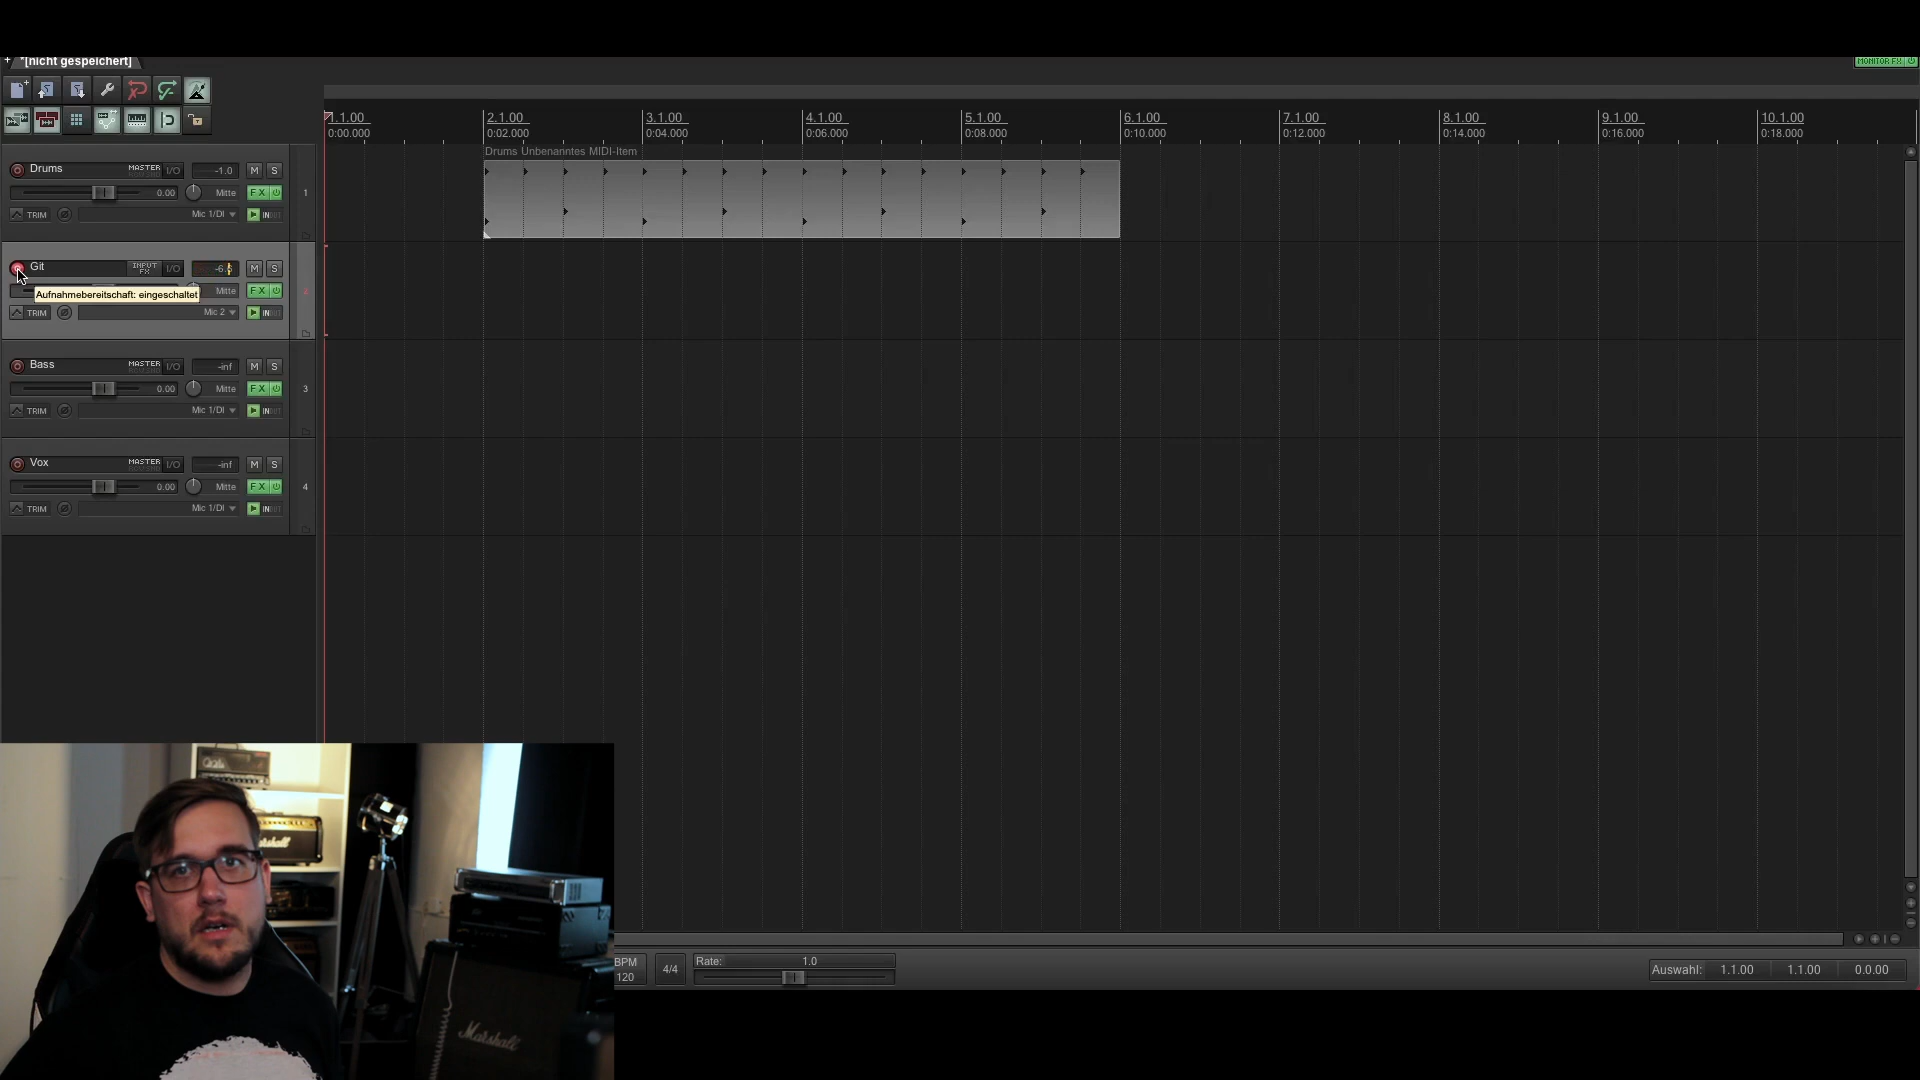 *[nicht gespeichert]
MONITOR FX
1.1.00 2.1.00 3.1.00 4.1.00 5.1.00 6.1.00 7.1.00 8.1.00 9.1.00 10.1.00
0:00.000 0:02.000 0:04.000 0:06.000 0:08.000 0:10.000 0:12.000 0:14.000 0:16.000 0:18.000
Drums Unbenanntes MIDI-Item
Drums MASTER I/O -1.0 M S
0.00 Mitte FX 1
TRIM Mic 1/DI IN
Git INPUT FX I/O M S
Mitte FX 2
Aufnahmebereitschaft: eingeschaltet
TRIM Mic 2 IN
Bass MASTER I/O -inf M S
0.00 Mitte FX 3
TRIM Mic 1/DI IN
Vox MASTER I/O -inf M S
0.00 Mitte FX 4
TRIM Mic 1/DI IN
Marshall
BPM
120
4/4
Rate: 1.0
Auswahl: 1.1.00 1.1.00 0.0.00